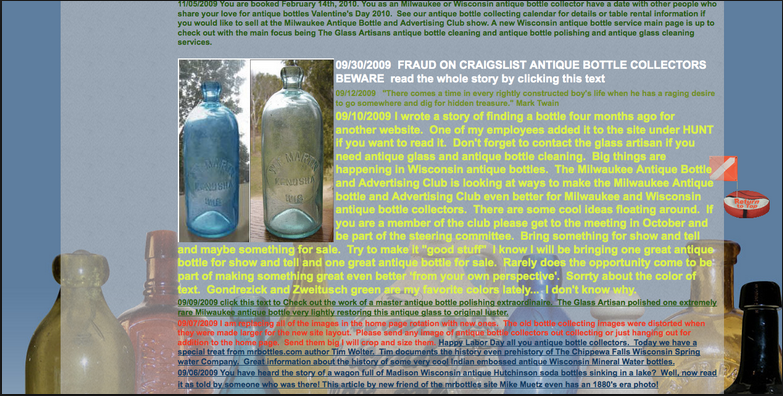 11/05/2009 You are booked February 14th, 2010. You as an Milwaukee or Wisconsin antique bottle collector have a date with other people who
share your love for antique bottles Valentine's Day 2010. See our antique bottle collecting calendar for details or table rental information if
you would like to sell at the Milwaukee Antique Bottle and Advertising Club show. A new Wisconsin antique bottle service main page is up to
check out with the main focus being The Glass Artisans antique bottle cleaning and antique bottle polishing and antique glass cleaning
services.
09/30/2009 FRAUD ON CRAIGSLIST ANTIQUE BOTTLE COLLECTORS
BEWARE read the whole story by clicking this text
09/12/2009 "There comes a time in every rightly constructed boy's life when he has a raging desire
to go somewhere and dig for hidden treasure." Mark Twain
09/10/2009 I wrote a story of finding a bottle four months ago for
another website. One of my employees added it to the site under HUNT
if you want to read it. Don't forget to contact the glass artisan if you
need antique glass and antique bottle cleaning. Big things are
happening in Wisconsin antique bottles. The Milwaukee Antique Bottle
and Advertising Club is looking at ways to make the Milwaukee Antique
bottle and Advertising Club even better for Milwaukee and Wisconsin
antique bottle collectors. There are some cool ideas floating around. If
you are a member of the club please get to the meeting in October and
be part of the steering committee. Bring something for show and tell
and maybe something for sale. Try to make it "good stuff" I know I will be bringing one great antique
bottle for show and tell and one great antique bottle for sale. Rarely does the opportunity come to be
part of making something great even better 'from your own perspective'. Sorrty about the color of
text. Gondrezick and Zweitusch green are my favorite colors lately... I don't know why.
09/09/2009 click this text to Check out the work of a master antique bottle polishing extraordinaire. The Glass Artisan polished one extremely
rare Milwaukee antique bottle very lightly restoring this antique glass to original luster.
09/07/2009 I am replacing all of the images in the home page rotation with new ones. The old bottle collecting images were distorted when
they were made larger for the new site layout. Please send any image of antique bottle collectors out collecting or just hanging out for
addition to the home page. Send them big I will crop and size them. Happy Labor Day all you antique bottle collectors. Today we have a
special treat from mrbottles.com author Tim Wolter. Tim documents the history even prehistory of The Chippewa Falls Wisconsin Spring
water Company. Great information about the history of some very cool Indian embossed antique Wisconsin Mineral Water bottles.
09/06/2009 You have heard the story of a wagon full of Madison Wisconsin antique Hutchinson soda bottles sinking in a lake? Well, now read
it as told by someone who was there! This article by new friend of the mrbottles site Mike Muetz even has an 1880's era photo!
Return
to Top
KENOSHA
WIS